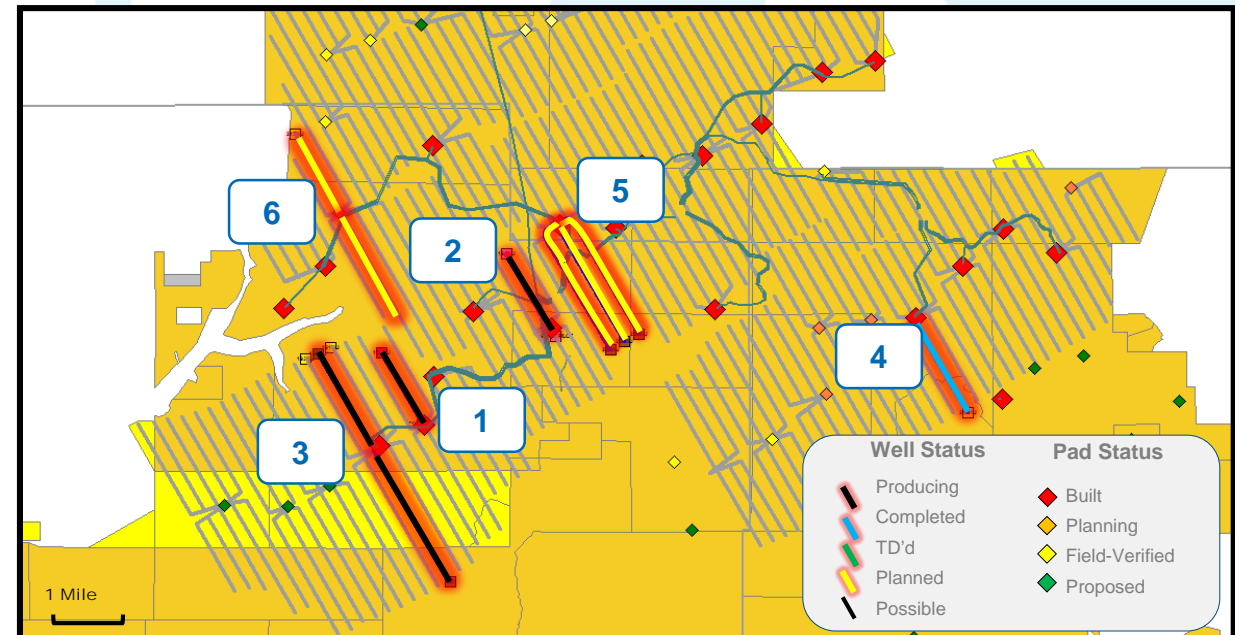 5
6
2
4
1
3
Well Status
Pad Status
Producing
Completed
TD'd
Planned
Possible
Built
Planning
Field-Verified
Proposed
1 Mile